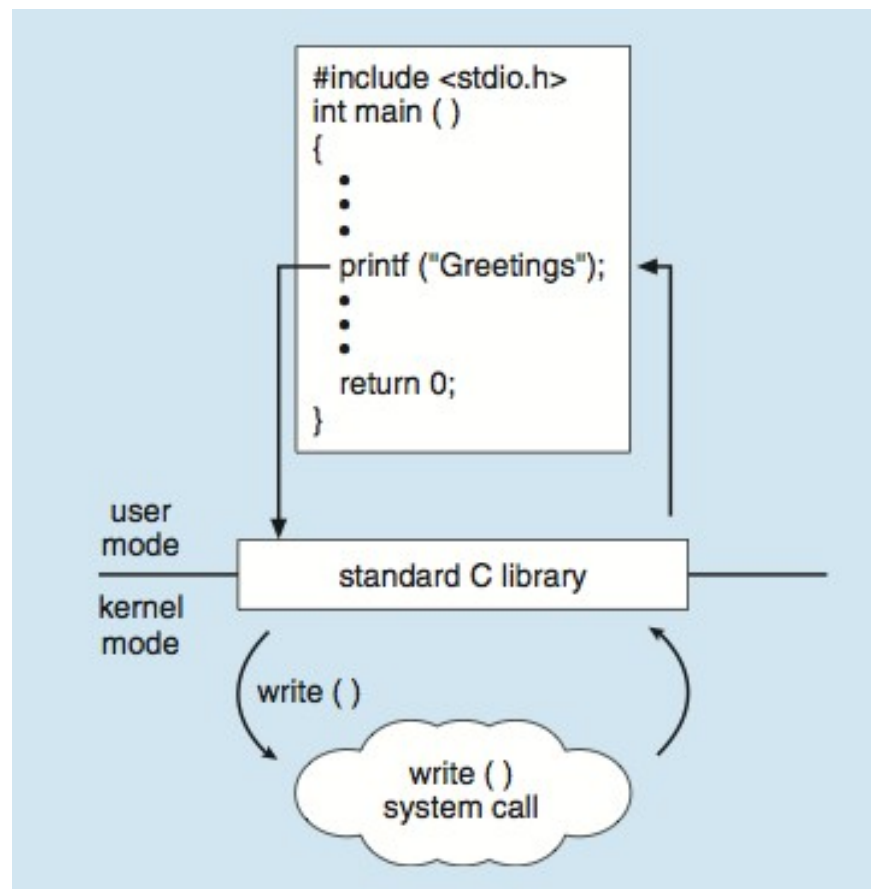 #include <stdio.h>
int main ( )
{
•
•
•
printf ("Greetings");
•
•
•
return 0;
}
user
mode
standard C library
kernel
mode
write ( )
write ( )
system call